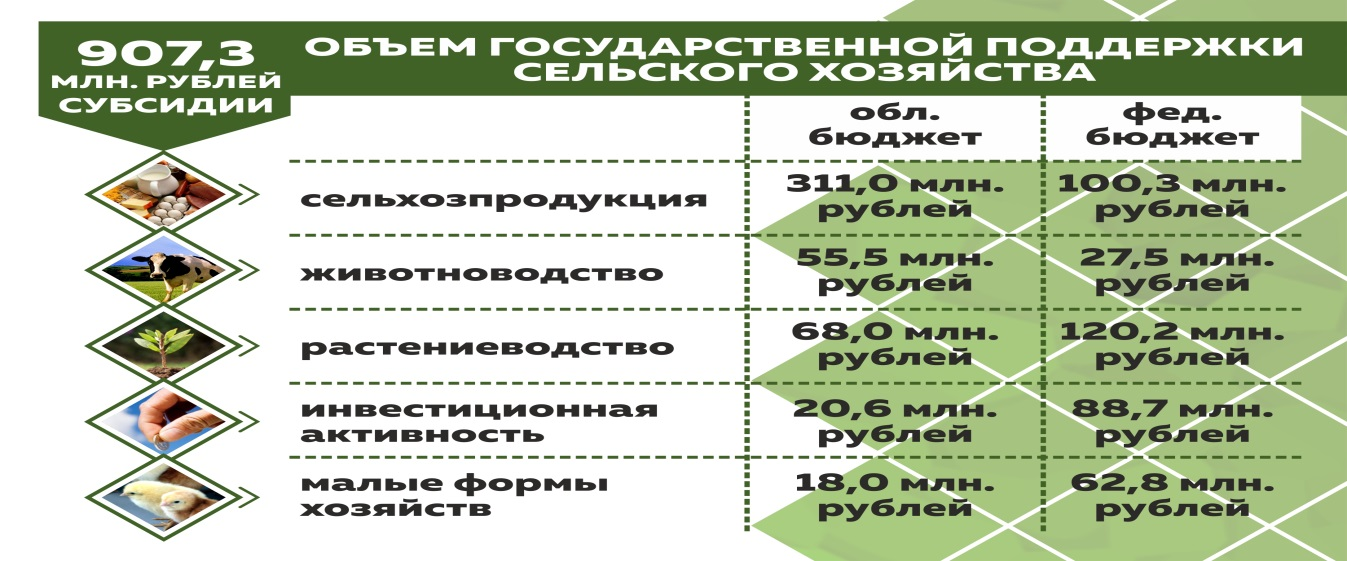 907,3
МЛН. РУБЛЕЙ
СУБСИДИИ
ОБЪЕМ ГОСУДАРСТВЕННОЙ ПОДДЕРЖКИ
СЕЛЬСКОГО ХОЗЯЙСТВА
обл.
бюджет
фед.
бюджет
сельхозпродукция
311,0 млн.
рублей
100,3 млн.
рублей
животноводство
55,5 млн.
рублей
27,5 млн.
рублей
растениеводство
68,0 млн.
рублей
120,2 млн.
рублей
инвестиционная
активность
20,6 млн.
рублей
88,7 млн.
рублей
малые формы
хозяйств
18,0 млн.
рублей
62,8 млн.
рублей